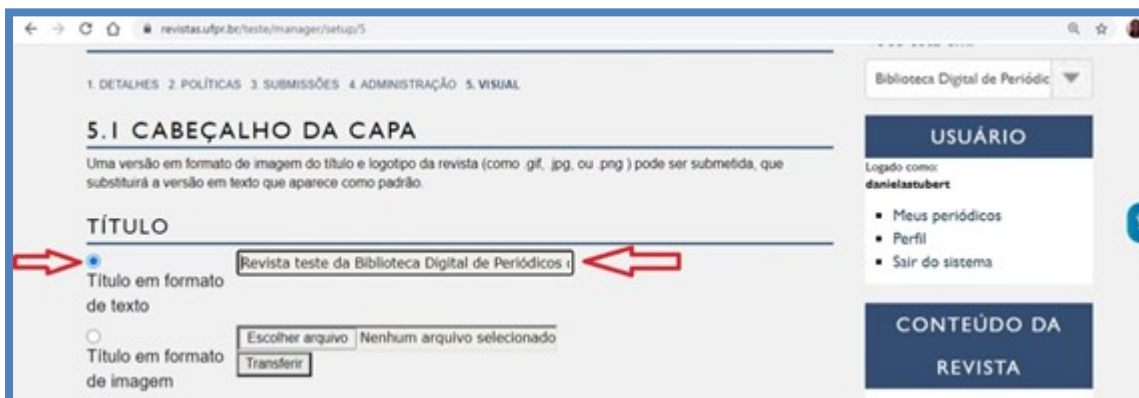 revistas.ufpr.br/teste/manager/setup/5
1. DETALHES 2. POLÍTICAS 3. SUBMISSÕES 4. ADMINISTRAÇÃO 5. VISUAL
5.1 CABEÇALHO DA CAPA
Uma versão em formato de imagem do título e logotipo da revista (como .gif, .jpg, ou .png ) pode ser submetida, que
substituirá a versão em texto que aparece como padrão.
TÍTULO
Revista teste da Biblioteca Digital de Periódicos
Título em formato
de texto
Escolher arquivo Nenhum arquivo selecionado
Título em formato
de imagem
Transferir
Biblioteca Digital de Periódic
USUÁRIO
Logado como:
danielastubert
Meus periódicos
Perfil
Sair do sistema
CONTEÚDO DA
REVISTA